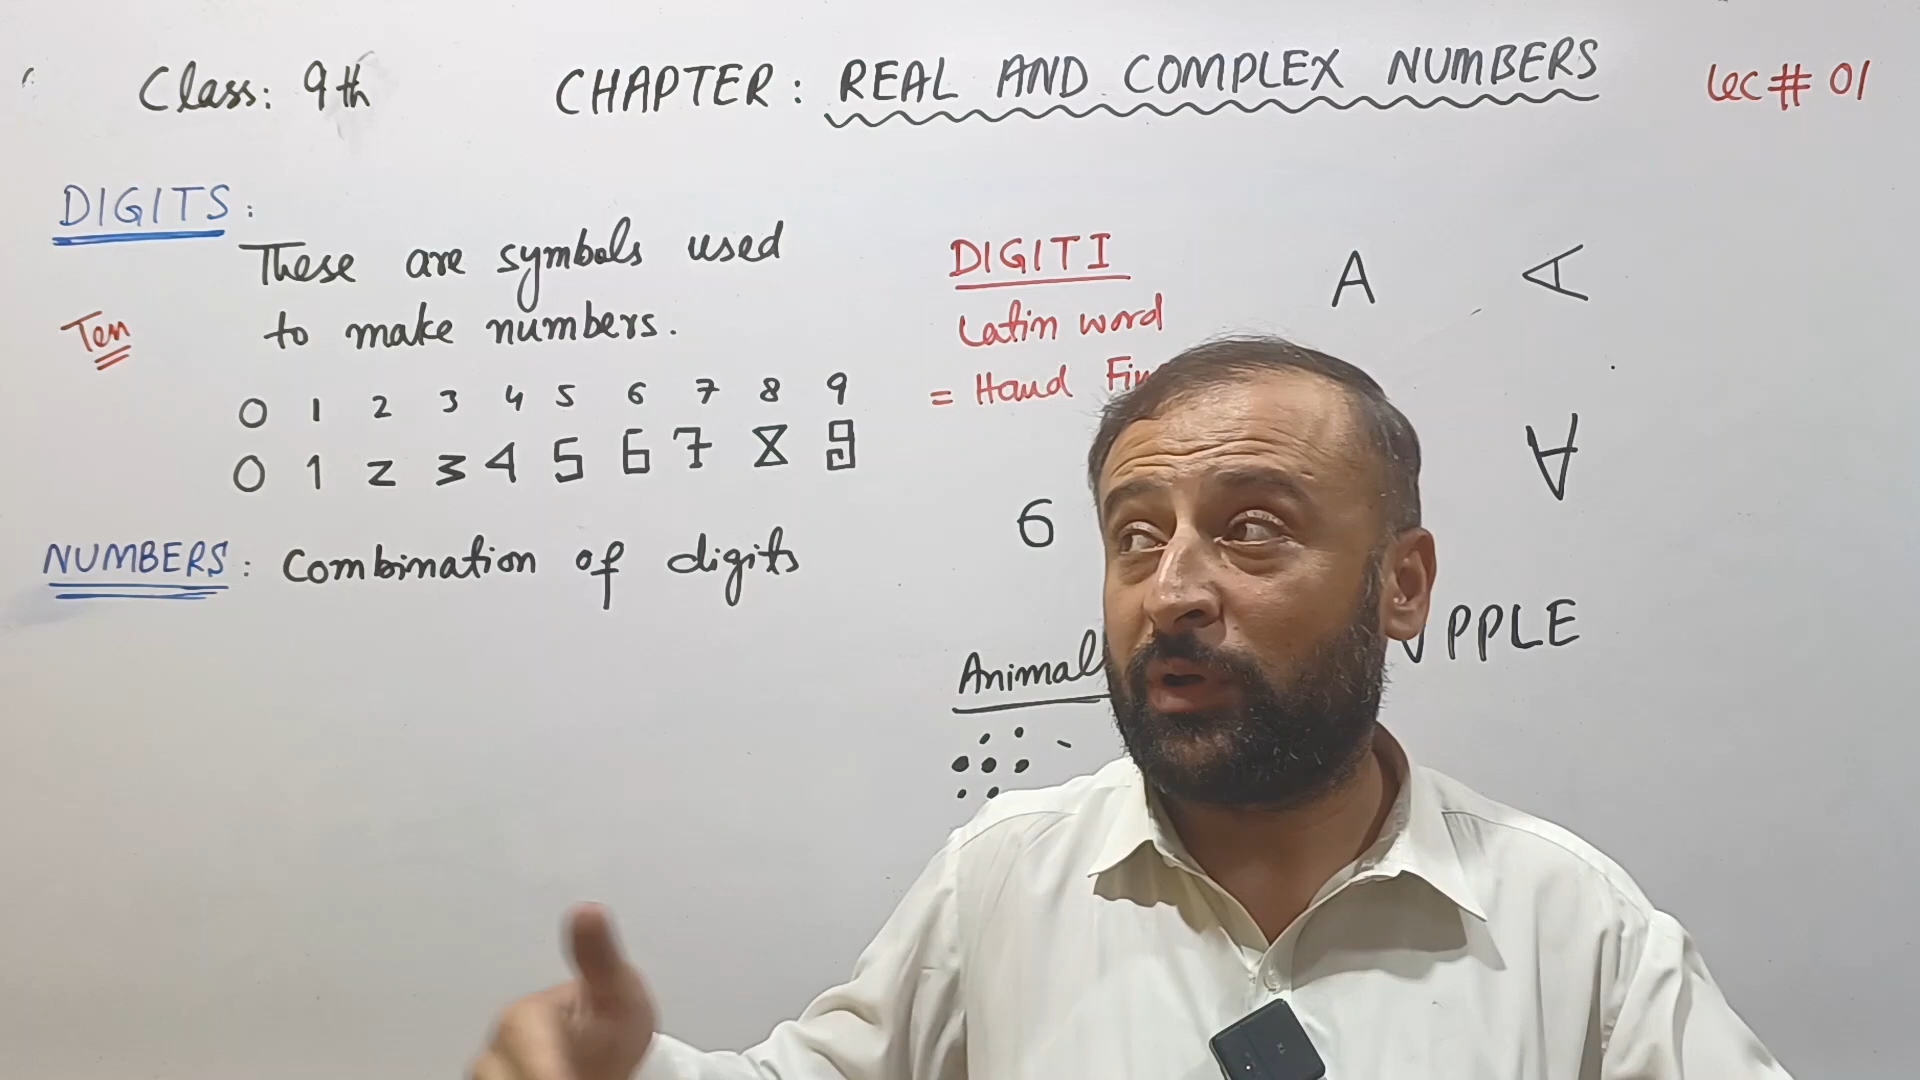 Class: 9th
CHAPTER: REAL AND COMPLEX NUMBERS
Lec# 01
DIGITS:
These are symbols used
to make numbers.
Ten
0 1 2 3 4 5 6 7 8 9
0 1 2 3 4 5 6 7 8 9
NUMBERS: Combination of digits
DIGITI
Latin word
= Hand
A A
A
6
PPLE
Animal